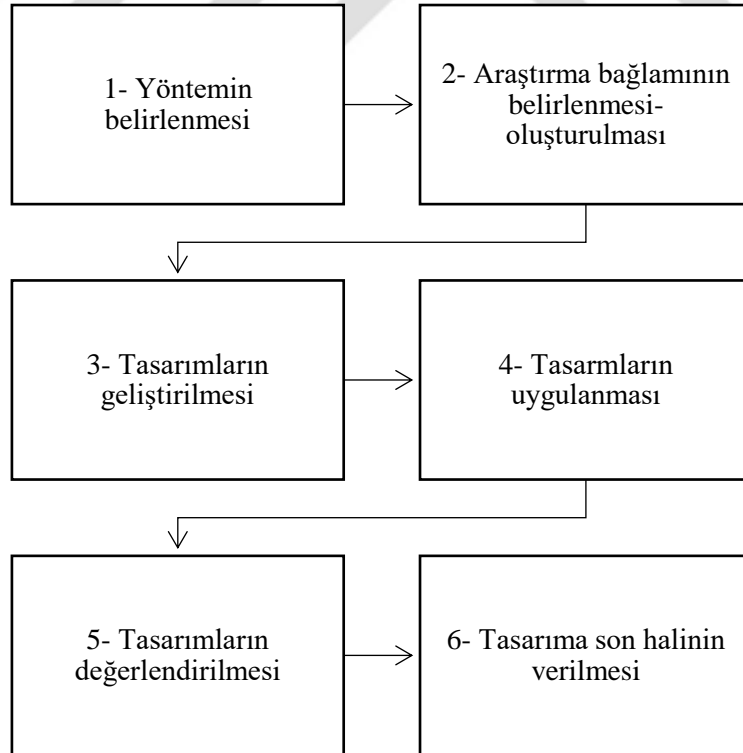 1- Yöntemin
belirlenmesi
2- Araştırma bağlamının
belirlenmesi-
oluşturulması
3- Tasarımların
geliştirilmesi
4- Tasarmların
uygulanması
5- Tasarımların
değerlendirilmesi
6- Tasarıma son halinin
verilmesi